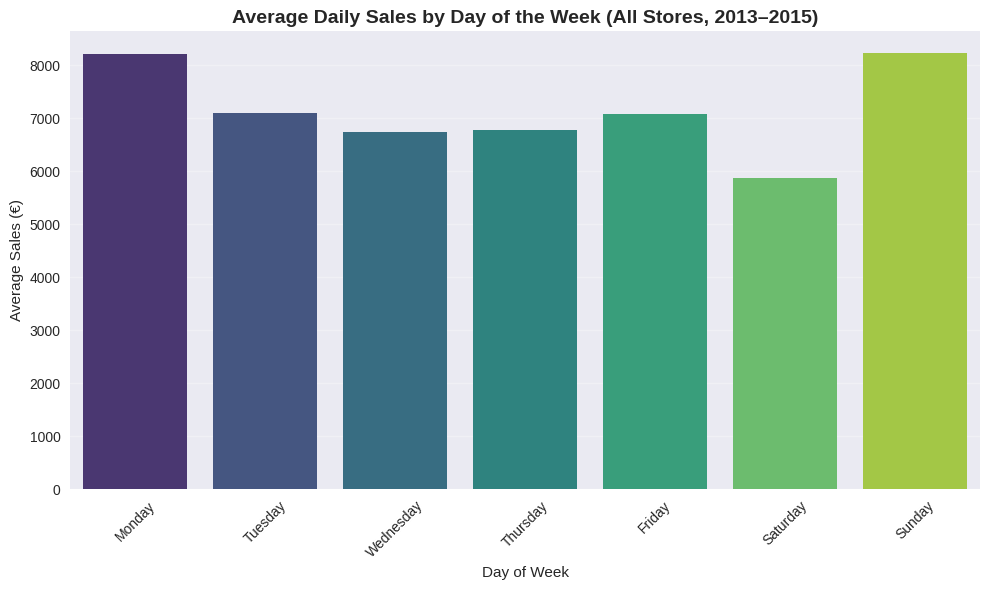 Average Daily Sales by Day of the Week (All Stores, 2013–2015)
Average Sales (€)
8000
7000
6000
5000
4000
3000
2000
1000
0
Monday
Tuesday
Wednesday
Thursday
Friday
Saturday
Sunday
Day of Week